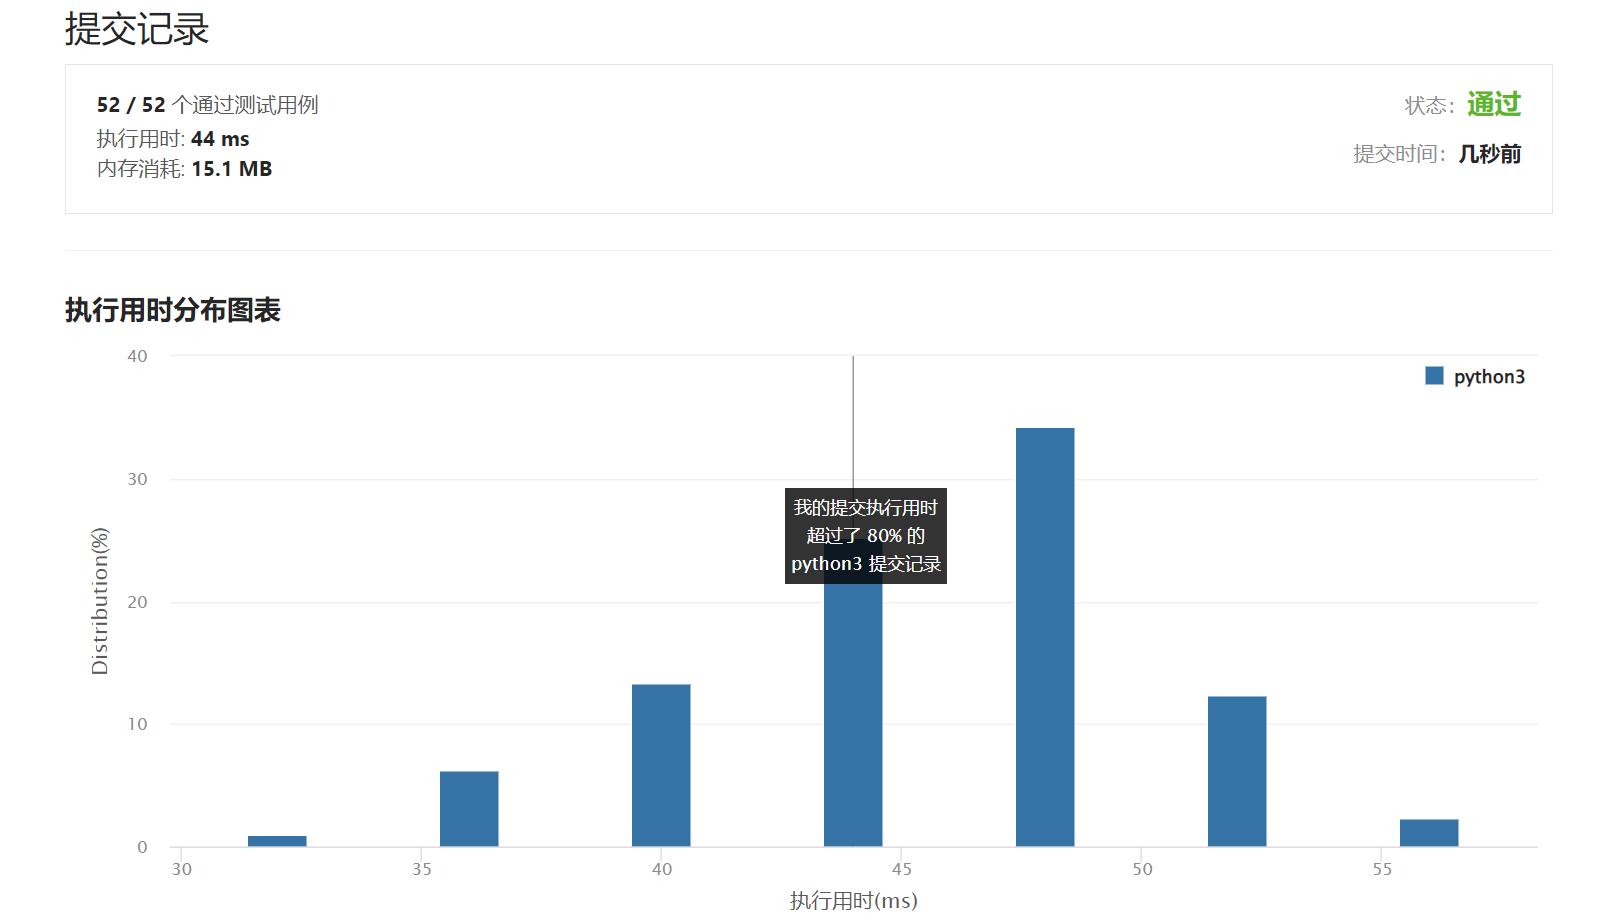 提交记录
52 / 52 个通过测试用例
状态：通过
执行用时: 44 ms
提交时间：几秒前
内存消耗: 15.1 MB
执行用时分布图表
40
python3
30
我的提交执行用时
超过了 80% 的
python3 提交记录
Distribution(%)
20
10
0
30 35 40 45 50 55
执行用时(ms)